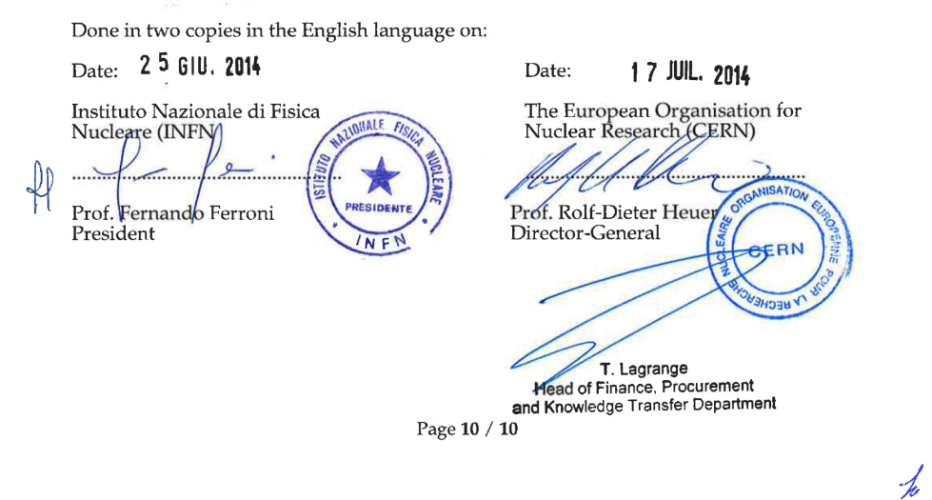 Done in two copies in the English language on:
Date: 25 GIU. 2014
Instituto Nazionale di Fisica
Nucleare (INFN)
Prof. Fernando Ferroni
President
ISTITUTO NAZIONALE FISICA NUCLEARE
PRESIDENTE
INFN
Date: 17 JUIL. 2014
The European Organisation for
Nuclear Research (CERN)
Prof. Rolf-Dieter Heuer
Director-General
ORGANISATION EUROPÉENNE POUR LA RECHERCHE NUCLÉAIRE
CERN
T. Lagrange
Head of Finance, Procurement
and Knowledge Transfer Department
Page 10 / 10